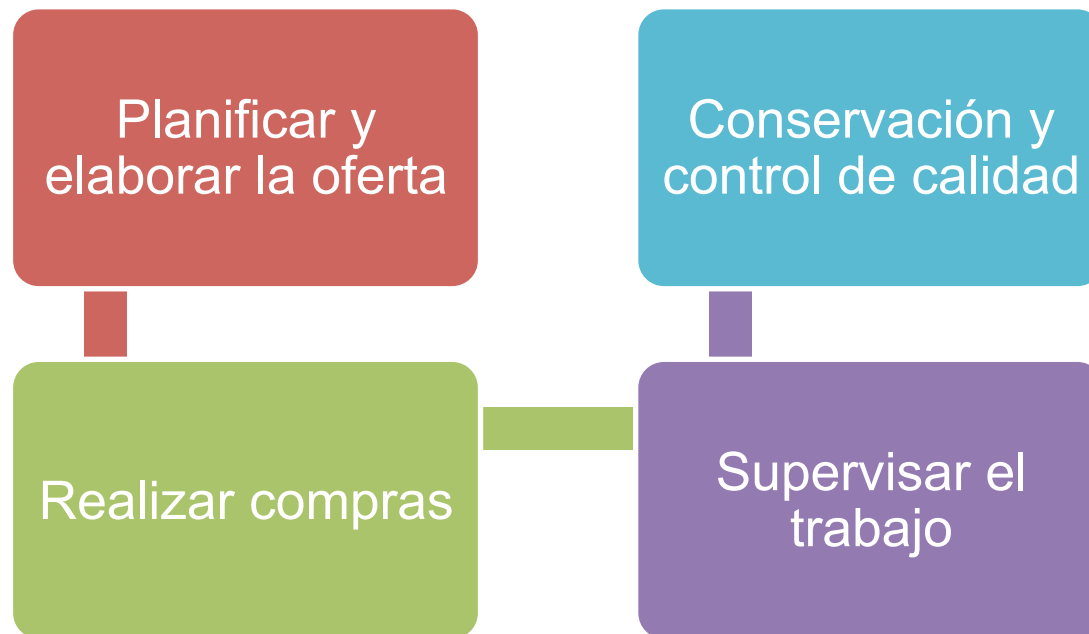 Planificar y
elaborar la oferta
Realizar compras
Supervisar el
trabajo
Conservación y
control de calidad